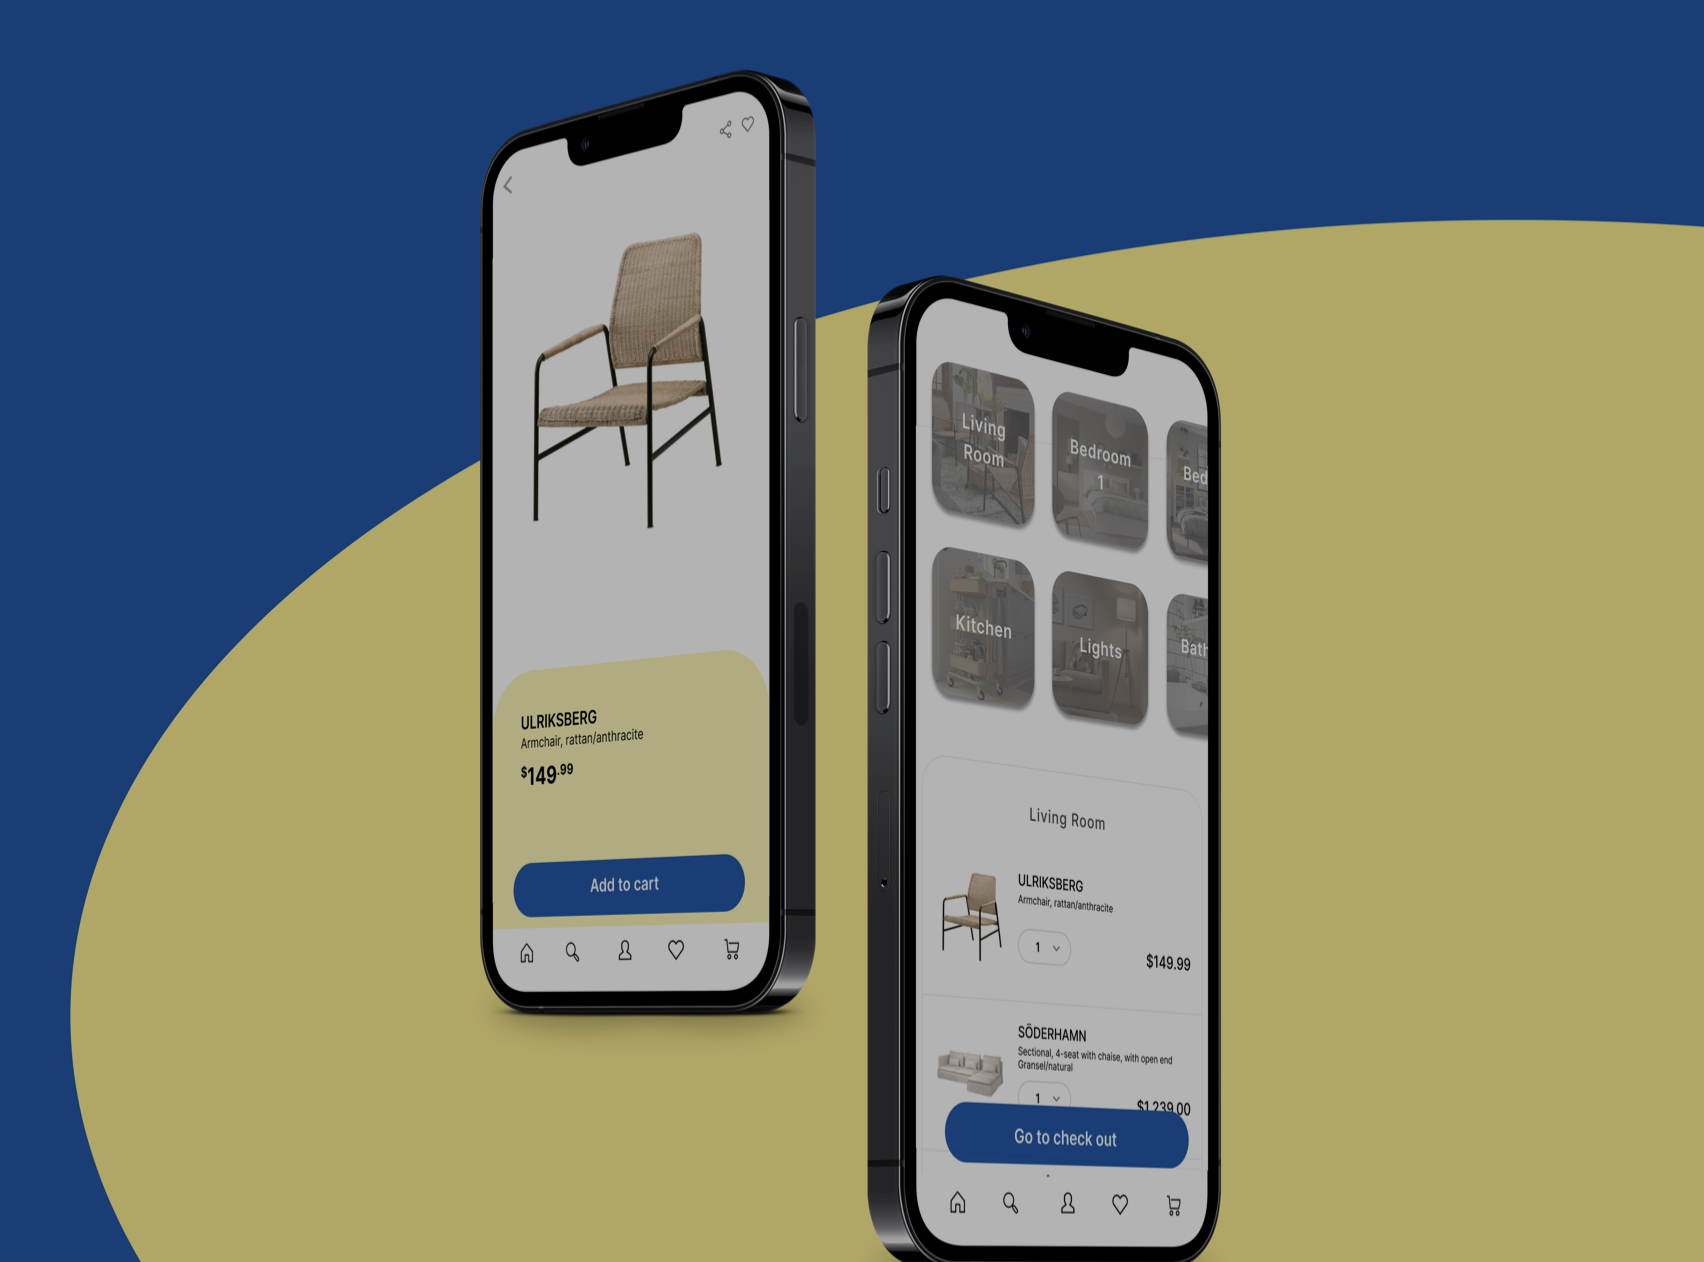 ULRIKSBERG
Armchair, rattan/anthracite
$149.99
Add to cart
Living
Room
Bedroom
1
Bed
Kitchen
Lights
Bath
Living Room
ULRIKSBERG
Armchair, rattan/anthracite
1
$149.99
SÖDERHAMN
Sectional, 4-seat with chaise, with open end
Gransel/natural
1
$1,239.00
Go to check out